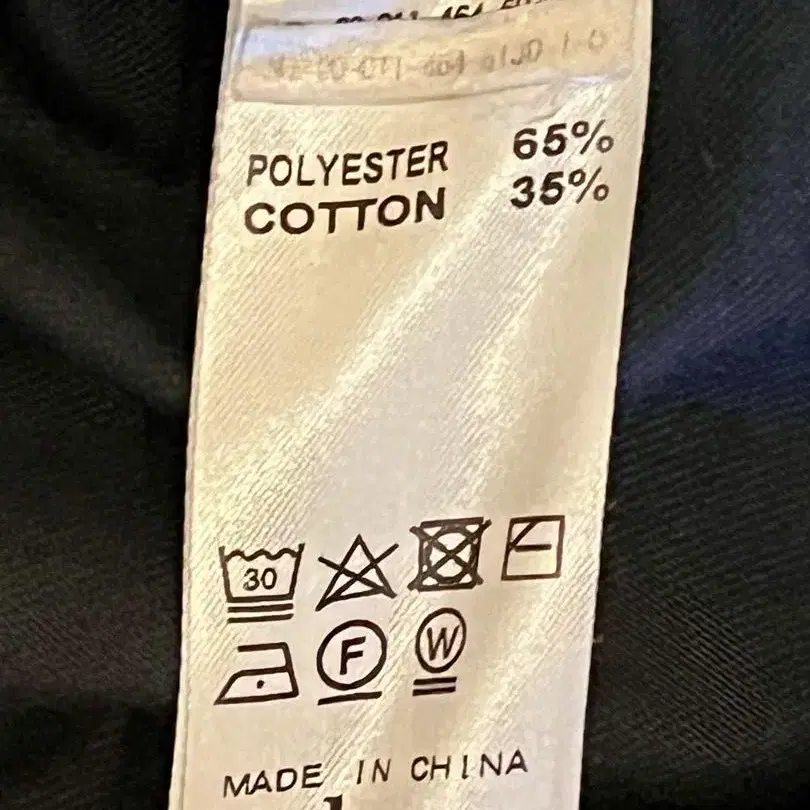 POLYESTER 65%
COTTON 35%
30
F W
MADE IN CHINA